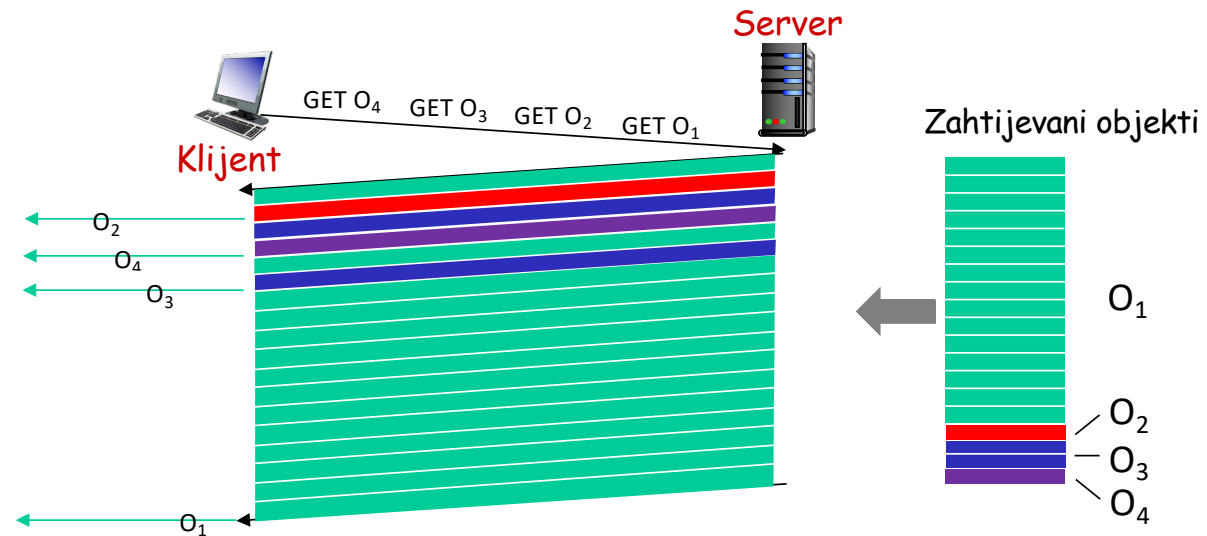 Server
GET O₄ GET O₃ GET O₂ GET O₁
Klijent
Zahtijevani objekti
O₂
O₄
O₃
O₁
O₁
O₂
O₃
O₄